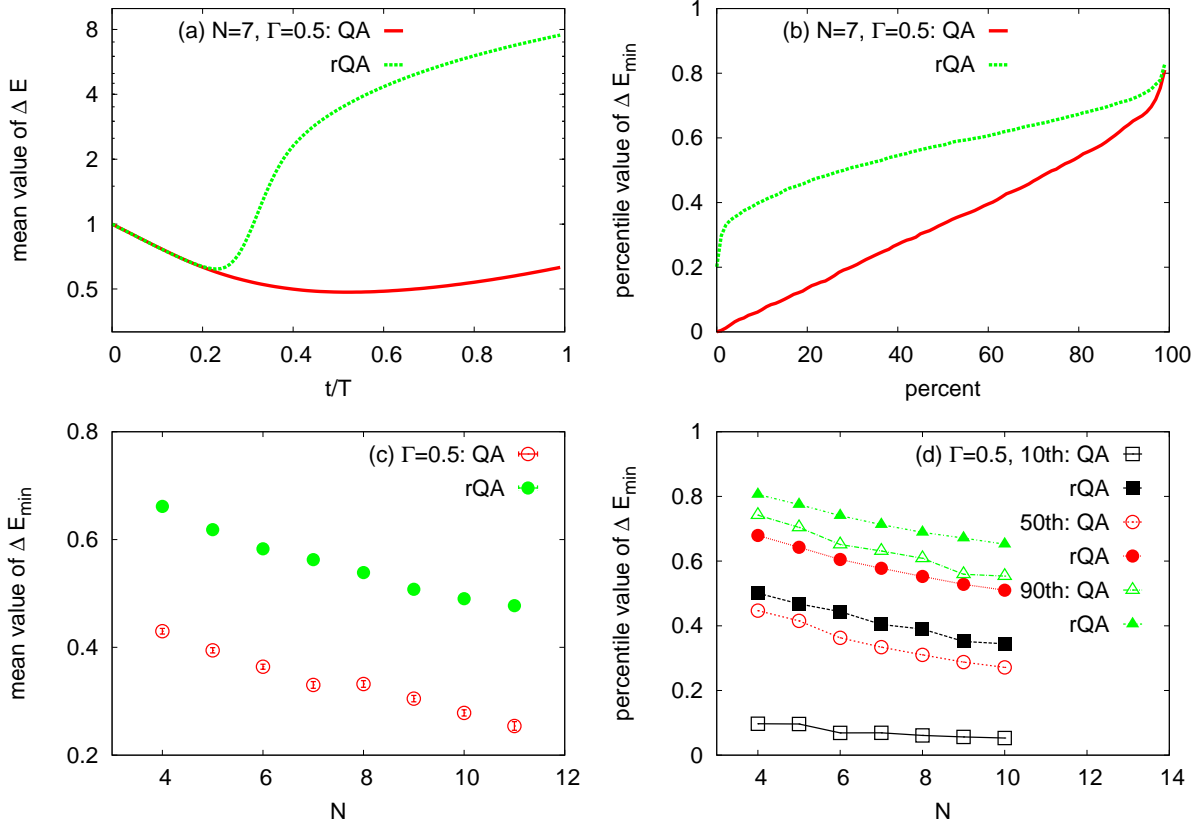 (a) N=7, Γ=0.5: QA
rQA
mean value of Δ E
8
4
2
1
0.5
0
0.2
0.4
0.6
0.8
1
t/T
(b) N=7, Γ=0.5: QA
rQA
percentile value of Δ E_min
1
0.8
0.6
0.4
0.2
0
0
20
40
60
80
100
percent
(c) Γ=0.5: QA
rQA
mean value of Δ E_min
0.8
0.6
0.4
0.2
4
6
8
10
12
N
(d) Γ=0.5, 10th: QA
rQA
50th: QA
rQA
90th: QA
rQA
percentile value of Δ E_min
1
0.8
0.6
0.4
0.2
0
4
6
8
10
12
14
N